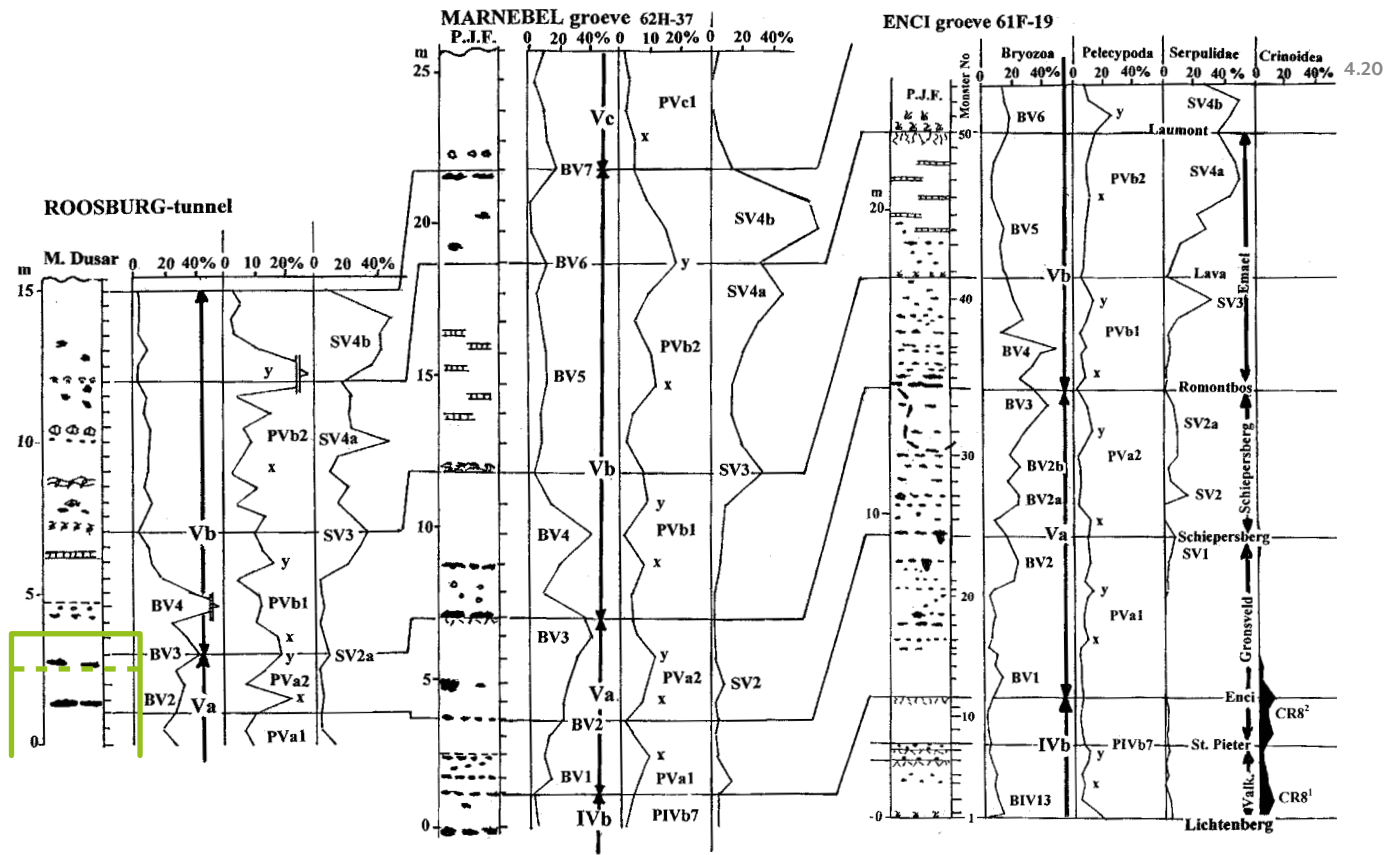 MARNEBEL groeve 62H-37
P.J.F.
m
0 20 40%
0 10 20%
0 20 40%
25
20
15
10
5
0
PVc1
Vc
x
BV7
SV4b
BV6
y
SV4a
PVb2
BV5
x
SV3
Vb
y
BV4
PVb1
x
BV3
y
PVa2
Va
SV2
x
BV2
x
BV1
PVa1
IVb
PIVb7
ROOSBURG-tunnel
M. Dusar
m
0 20 40%
0 10 20%
0 20 40%
15
10
5
0
SV4b
y
PVb2
SV4a
x
Vb
SV3
y
BV4
PVb1
x
BV3
y
SV2a
PVa2
BV2
Va
x
PVa1
ENCI groeve 61F-19
4.20
P.J.F.
Monster No
Bryozoa
Pelecypoda
Serpulidae
Crinoidea
0 20 40%
0 20 40%
0 20 40%
0 20 40%
m
20
10
-0
50
40
30
20
10
1
BV6
y
SV4b
Laumont
SV4a
PVb2
x
BV5
Emael
Vb
Lava
y
SV3
PVb1
BV4
x
Romontbos
BV3
SV2a
y
PVa2
BV2b
Schiepersberg
SV2
BV2a
x
Va
Schiepersberg
SV1
BV2
y
PVa1
Gronsveld
x
BV1
Enci
CR8²
IVb
PIVb7
St. Pieter
y
x
Valk.
BIV13
CR8¹
Lichtenberg